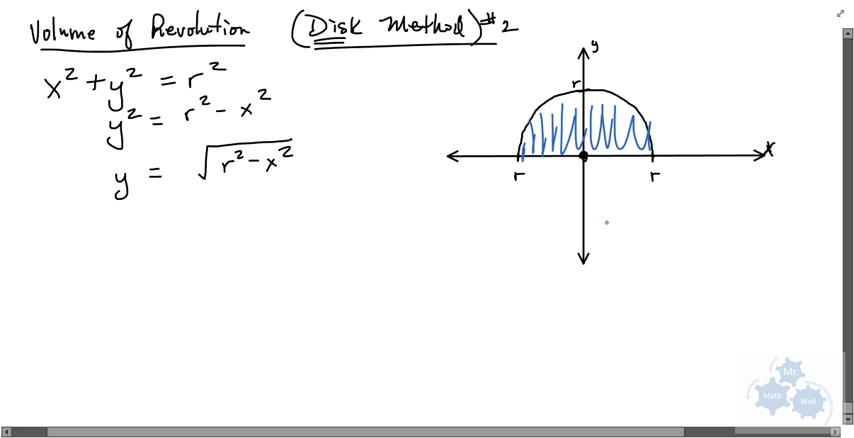 Volume of Revolution (Disk Method) #2
x² + y² = r²
y² = r² - x²
y = √(r² - x²)
y
r
x
r r
Mr.
Math Well